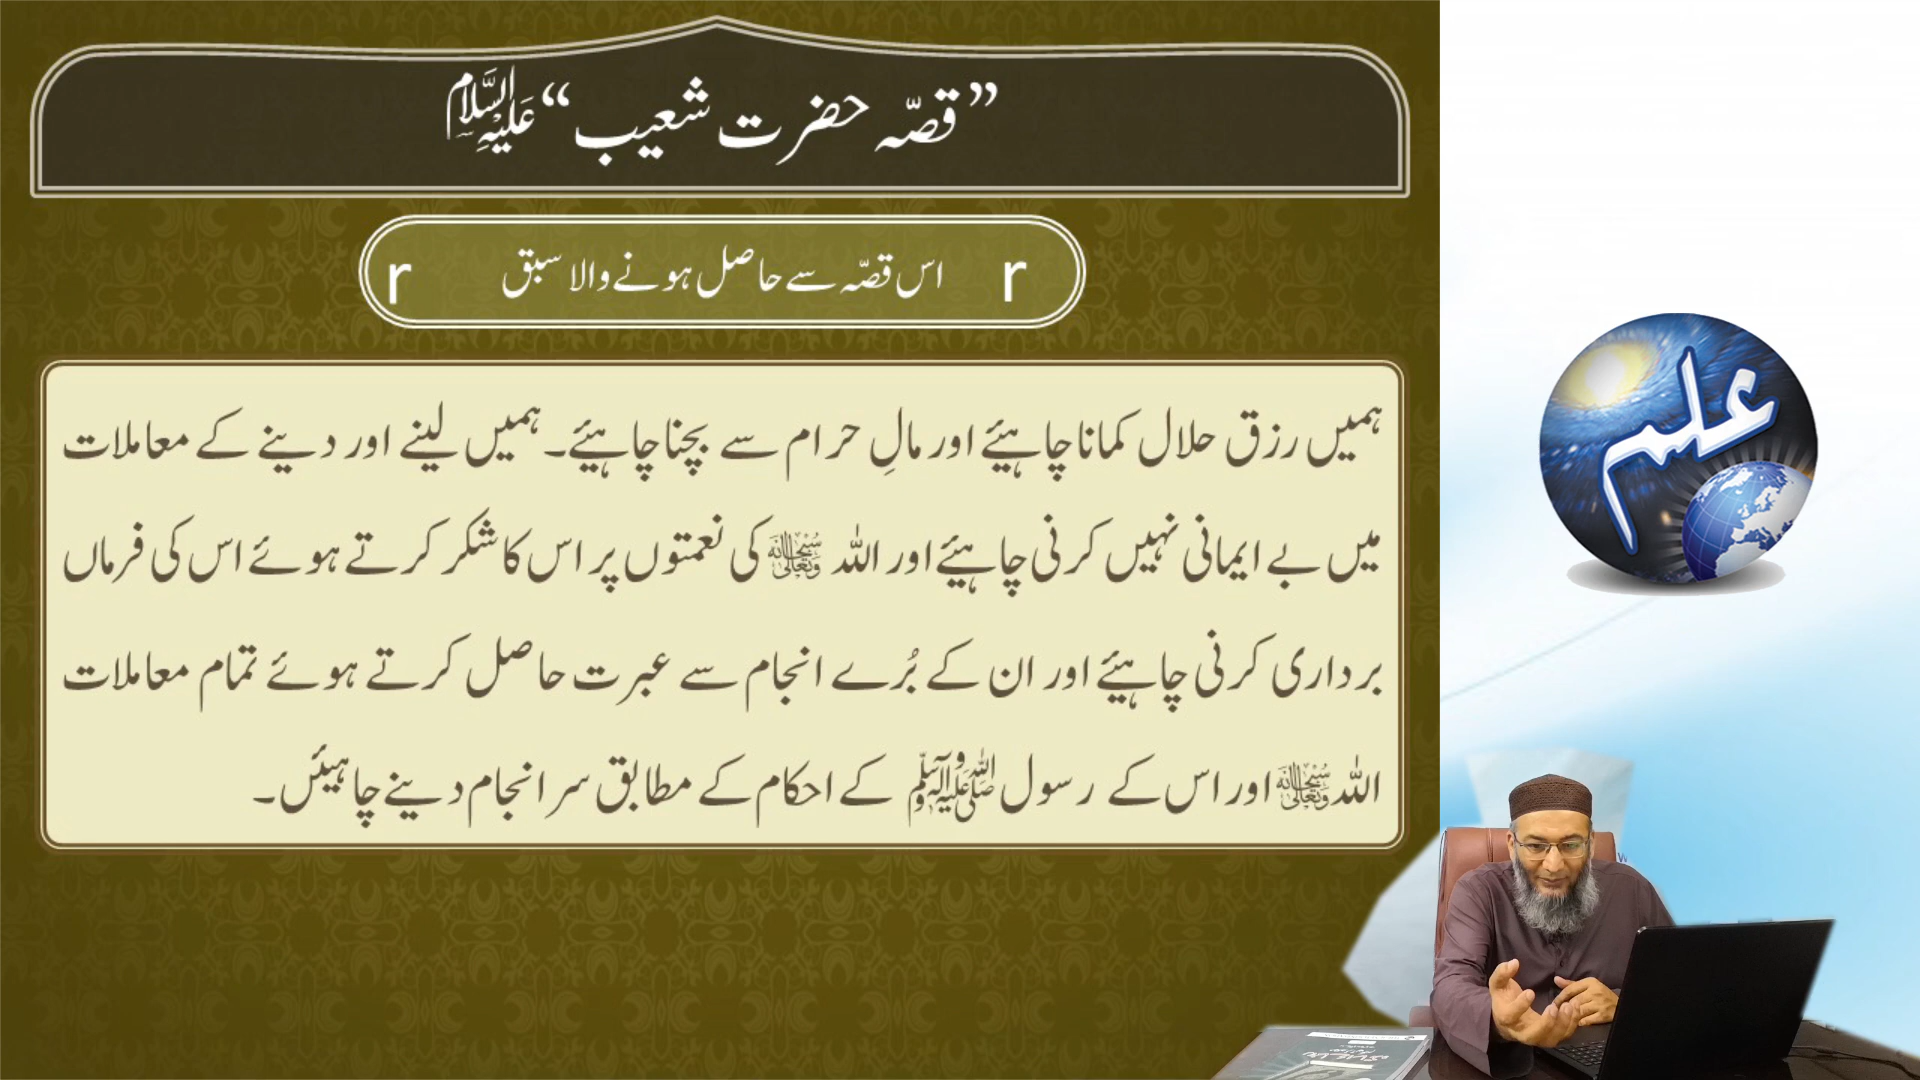 ”قصّہ حضرت شعیب“ عَلَیْہِ السَّلَام
r اس قصّہ سے حاصل ہونے والا سبق r
ہمیں رزق حلال کمانا چاہیئے اور مالِ حرام سے بچنا چاہیئے۔ ہمیں لینے اور دینے کے معاملات
میں بے ایمانی نہیں کرنی چاہیئے اور اللہ سُبْحَانَہٗ وَتَعَالٰی کی نعمتوں پر اس کا شکر کرتے ہوئے اس کی فرماں
برداری کرنی چاہیئے اور ان کے بُرے انجام سے عبرت حاصل کرتے ہوئے تمام معاملات
اللہ سُبْحَانَہٗ وَتَعَالٰی اور اس کے رسول صَلَّی اللہُ عَلَیْہِ وَآلِہٖ وَسَلَّم کے احکام کے مطابق سر انجام دینے چاہیئں۔
علم
W